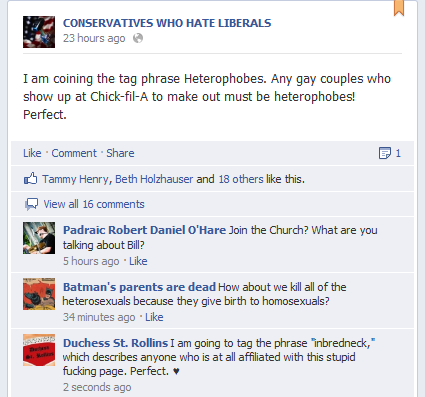 CONSERVATIVES WHO HATE LIBERALS
23 hours ago
I am coining the tag phrase Heterophobes. Any gay couples who
show up at Chick-fil-A to make out must be heterophobes!
Perfect.
Like · Comment · Share 1
Tammy Henry, Beth Holzhauser and 18 others like this.
View all 16 comments
Padraic Robert Daniel O'Hare Join the Church? What are you
talking about Bill?
5 hours ago · Like
Batman's parents are dead How about we kill all of the
heterosexuals because they give birth to homosexuals?
34 minutes ago · Like
Duchess St. Rollins I am going to tag the phrase "inbredneck,"
which describes anyone who is at all affiliated with this stupid
fucking page. Perfect. ♥
2 seconds ago